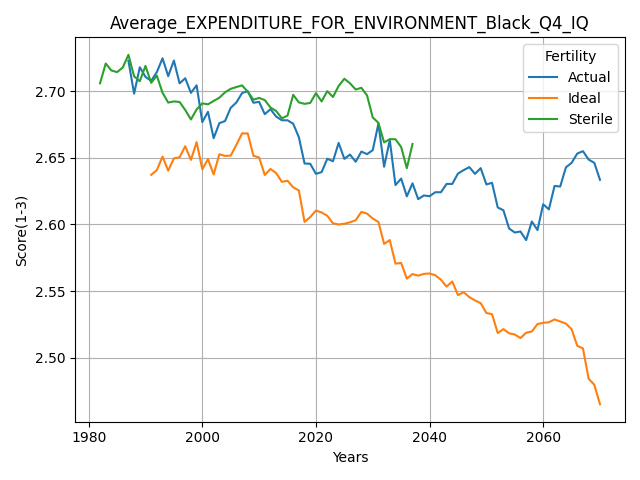 Average_EXPENDITURE_FOR_ENVIRONMENT_Black_Q4_IQ
Fertility
Actual
Ideal
Sterile
Score(1-3)
2.70
2.65
2.60
2.55
2.50
1980
2000
2020
2040
2060
Years